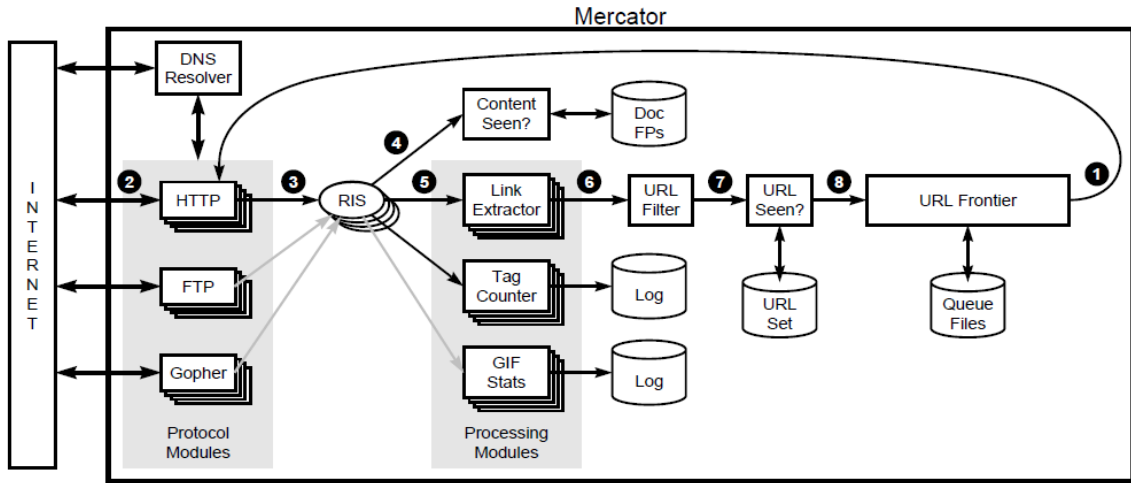 Mercator
INTERNET
DNS
Resolver
Content
Seen?
Doc
FPs
4
1
2
HTTP
3
RIS
5
Link
Extractor
6
URL
Filter
7
URL
Seen?
8
URL Frontier
FTP
Tag
Counter
Log
URL
Set
Queue
Files
Gopher
GIF
Stats
Log
Protocol
Modules
Processing
Modules